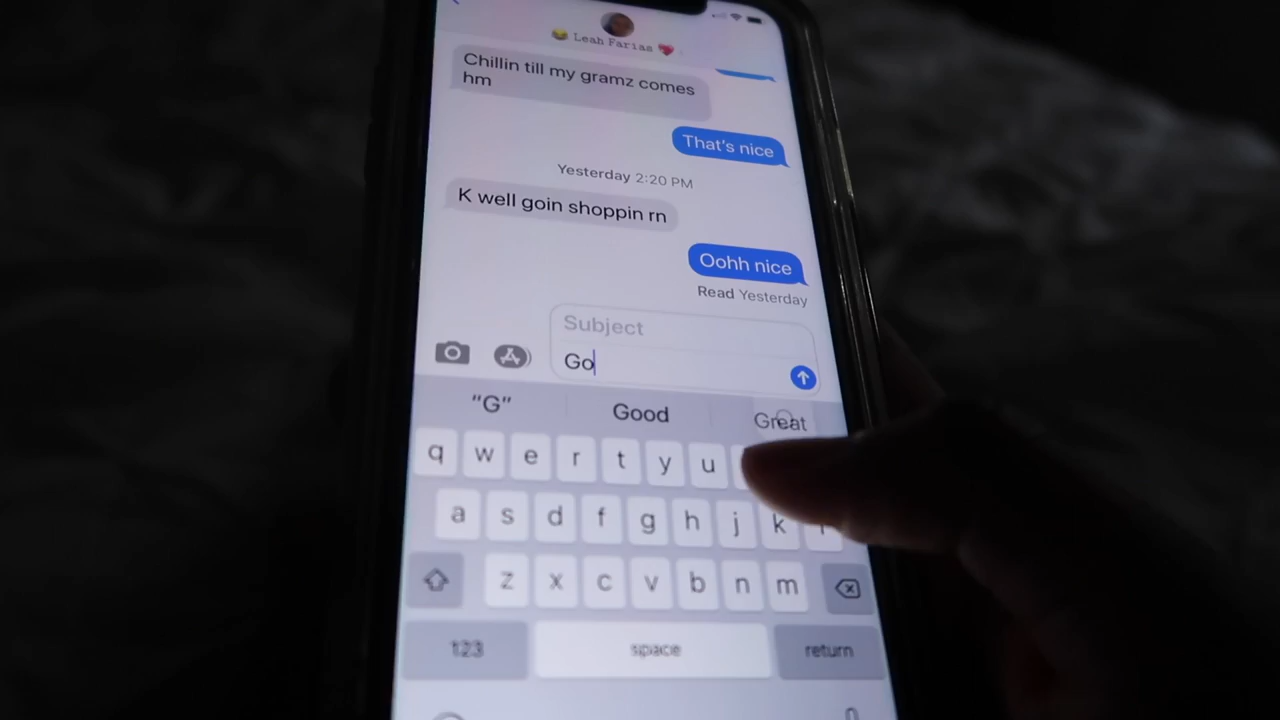 😂 Leah Farias 💖
Chillin till my gramz comes
hm
That's nice
Yesterday 2:20 PM
K well goin shoppin rn
Oohh nice
Read Yesterday
Subject
Go
"G" Good Great
q w e r t y u
a s d f g h j k
z x c v b n m
123 space return